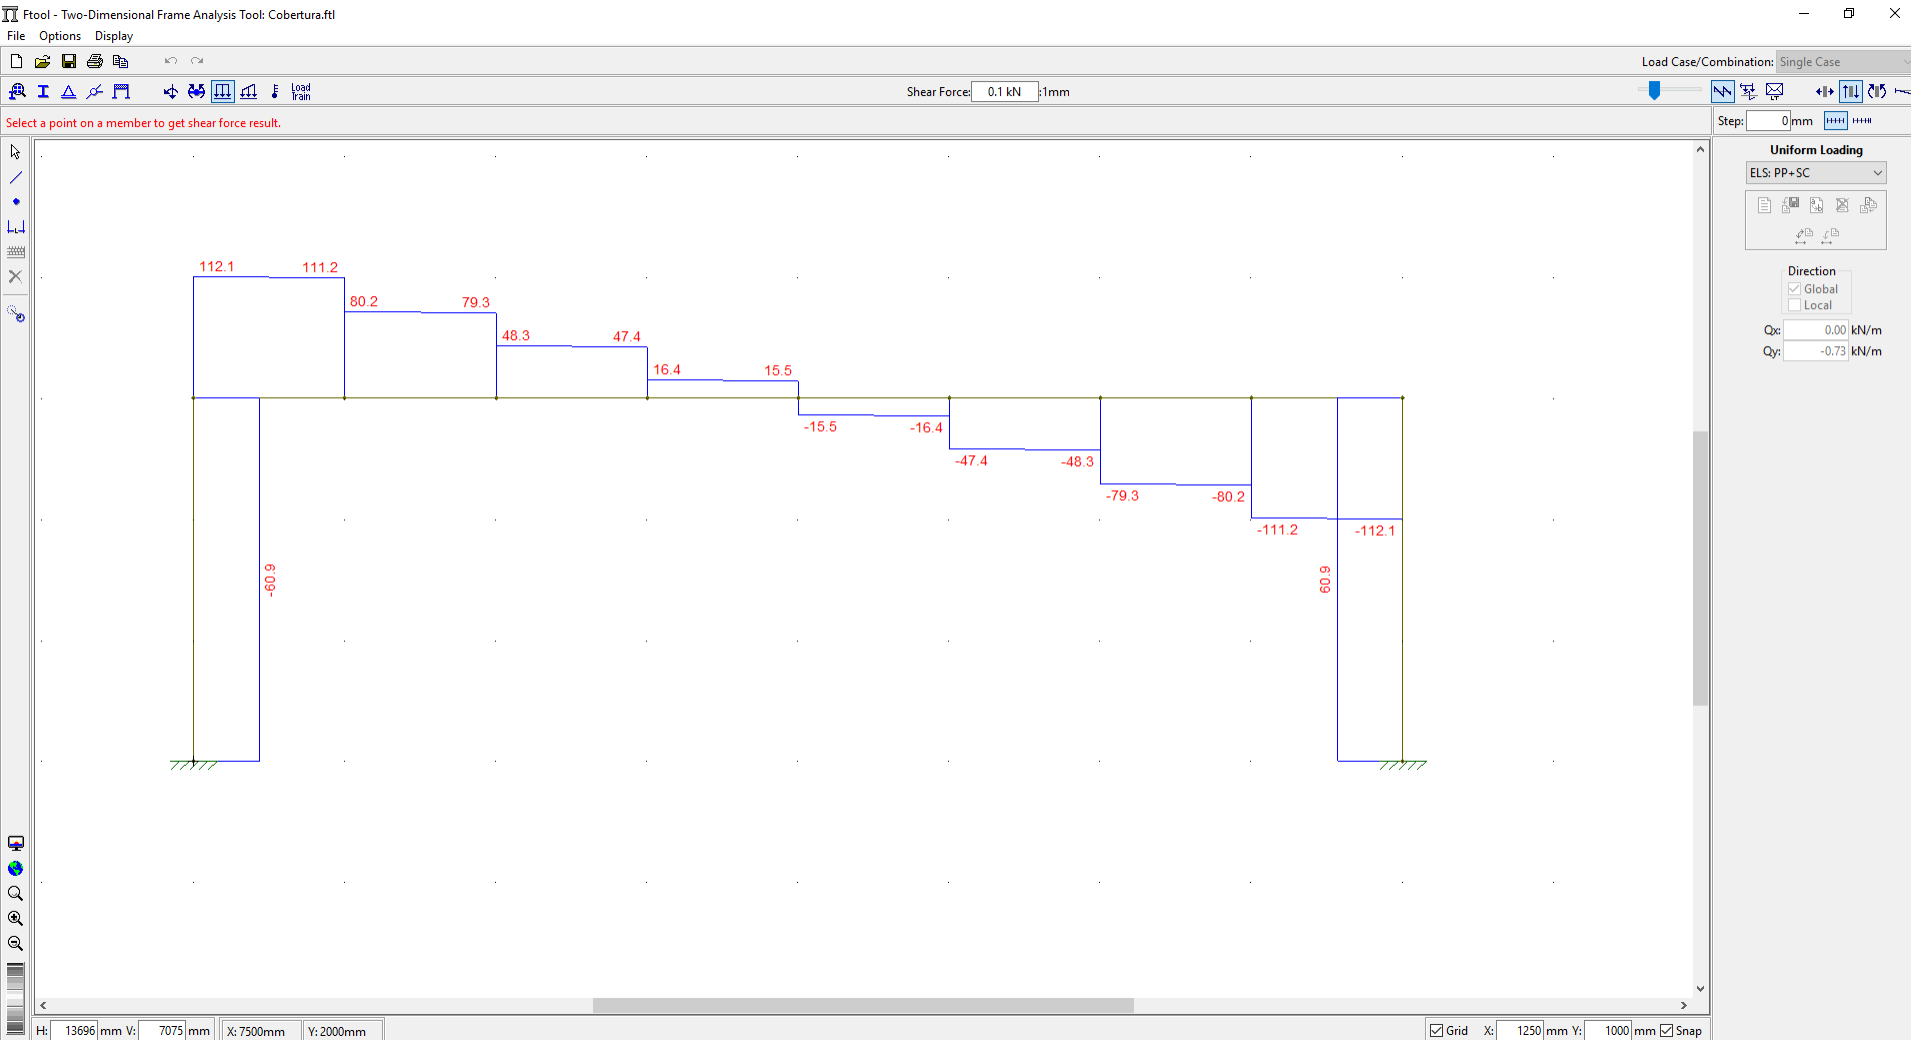 Ftool - Two-Dimensional Frame Analysis Tool: Cobertura.ftl
File Options Display
Load Case/Combination: Single Case
Load Train
Shear Force: 0.1 kN :1mm
Select a point on a member to get shear force result.
Step: 0 mm
Uniform Loading
ELS: PP+SC
Direction
Global
Local
Qx: 0.00 kN/m
Qy: -0.73 kN/m
112.1 111.2
80.2 79.3
48.3 47.4
16.4 15.5
-15.5 -16.4
-47.4 -48.3
-79.3 -80.2
-111.2 -112.1
-60.9 60.9
H: 13696 mm V: 7075 mm X: 7500mm Y: 2000mm Grid X: 1250 mm Y: 1000 mm Snap